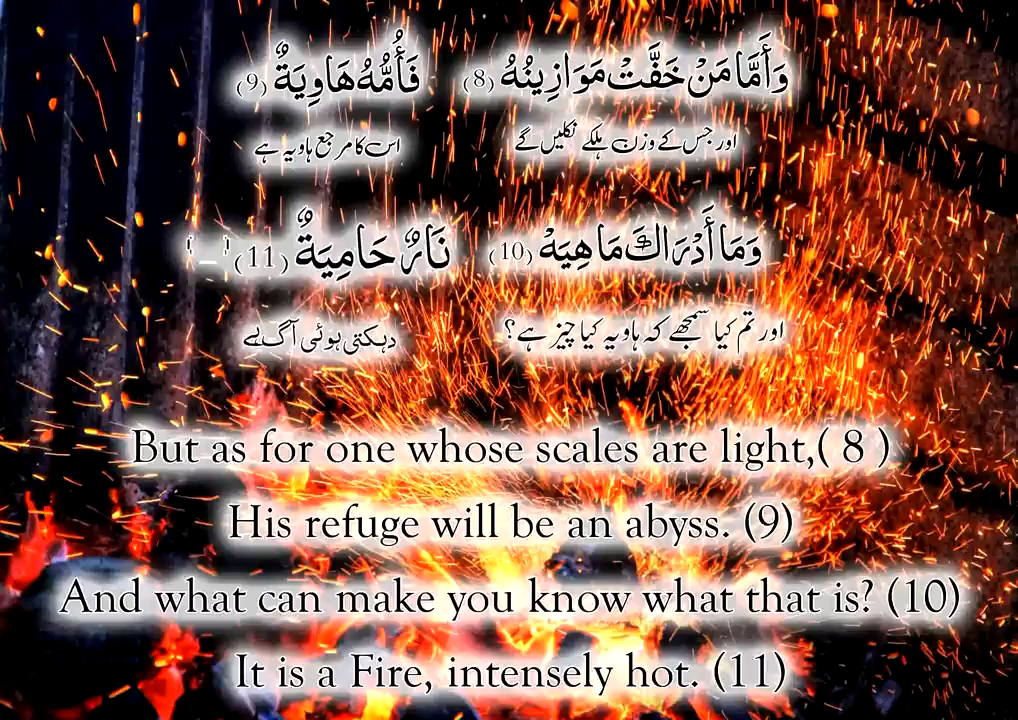 وَأَمَّا مَنْ خَفَّتْ مَوَازِينُهُ (8) فَأُمُّهُ هَاوِيَةٌ (9)
اور جس کے وزن ہلکے نکلیں گے اس کا مرجع ہاویہ ہے
وَمَا أَدْرَاكَ مَا هِيَهْ (10) نَارٌ حَامِيَةٌ (11)
اور تم کیا سمجھے کہ ہاویہ کیا چیز ہے؟ دہکتی ہوئی آگ ہے
But as for one whose scales are light,( 8 )
His refuge will be an abyss. (9)
And what can make you know what that is? (10)
It is a Fire, intensely hot. (11)